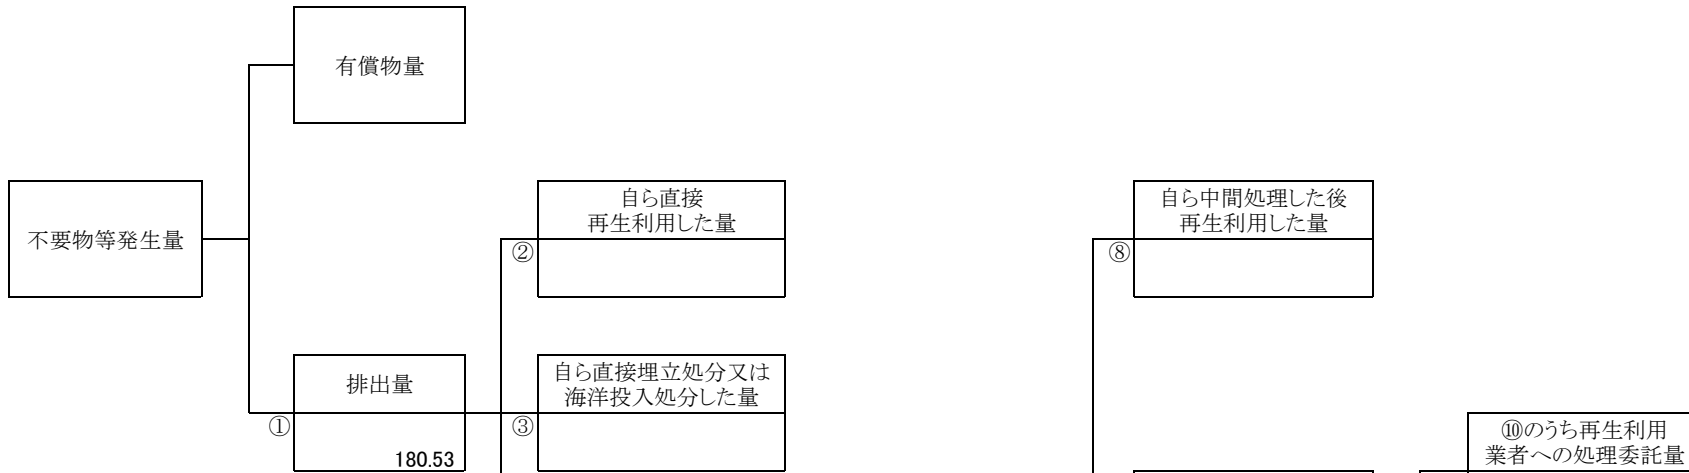 有償物量
不要物等発生量
自ら直接
再生利用した量
②
自ら中間処理した後
再生利用した量
⑧
排出量
①
180.53
自ら直接埋立処分又は
海洋投入処分した量
③
⑩のうち再生利用
業者への処理委託量